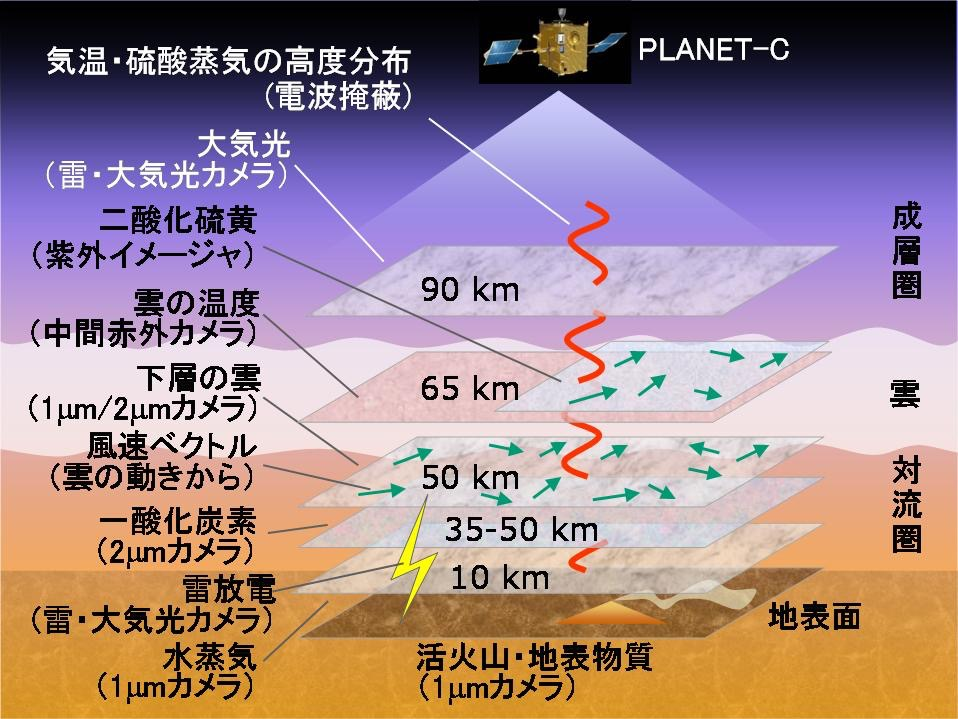 PLANET-C
気温・硫酸蒸気の高度分布
(電波掩蔽)
大気光
(雷・大気光カメラ)
二酸化硫黄
(紫外イメージャ)
雲の温度
(中間赤外カメラ)
下層の雲
(1μm/2μmカメラ)
風速ベクトル
(雲の動きから)
一酸化炭素
(2μmカメラ)
雷放電
(雷・大気光カメラ)
水蒸気
(1μmカメラ)
90 km
65 km
50 km
35-50 km
10 km
成層圏
雲
対流圏
地表面
活火山・地表物質
(1μmカメラ)